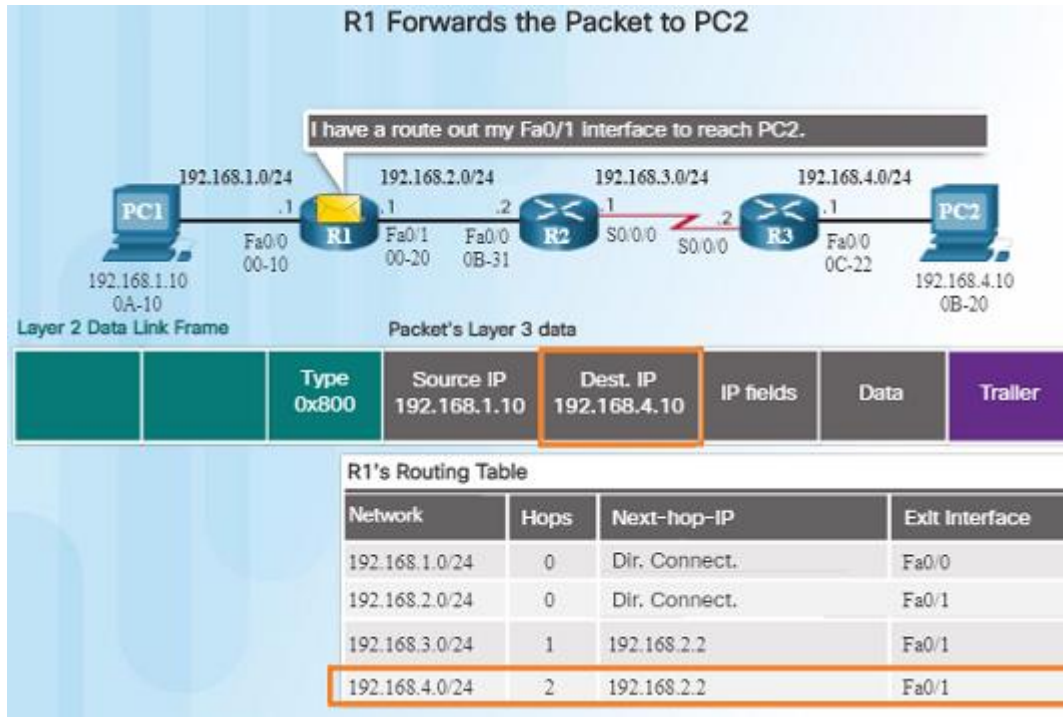 R1 Forwards the Packet to PC2
I have a route out my Fa0/1 interface to reach PC2.
192.168.1.0/24 192.168.2.0/24 192.168.3.0/24 192.168.4.0/24
PC1 .1 R1 .1 .2 R2 .1 .2 R3 .1 PC2
Fa0/0 Fa0/1 Fa0/0 S0/0/0 S0/0/0 Fa0/0
00-10 00-20 0B-31 0C-22
192.168.1.10 192.168.4.10
0A-10 0B-20
Layer 2 Data Link Frame Packet's Layer 3 data
Type Source IP Dest. IP IP fields Data Trailer
0x800 192.168.1.10 192.168.4.10
R1's Routing Table
Network Hops Next-hop-IP Exit Interface
192.168.1.0/24 0 Dir. Connect. Fa0/0
192.168.2.0/24 0 Dir. Connect. Fa0/1
192.168.3.0/24 1 192.168.2.2 Fa0/1
192.168.4.0/24 2 192.168.2.2 Fa0/1